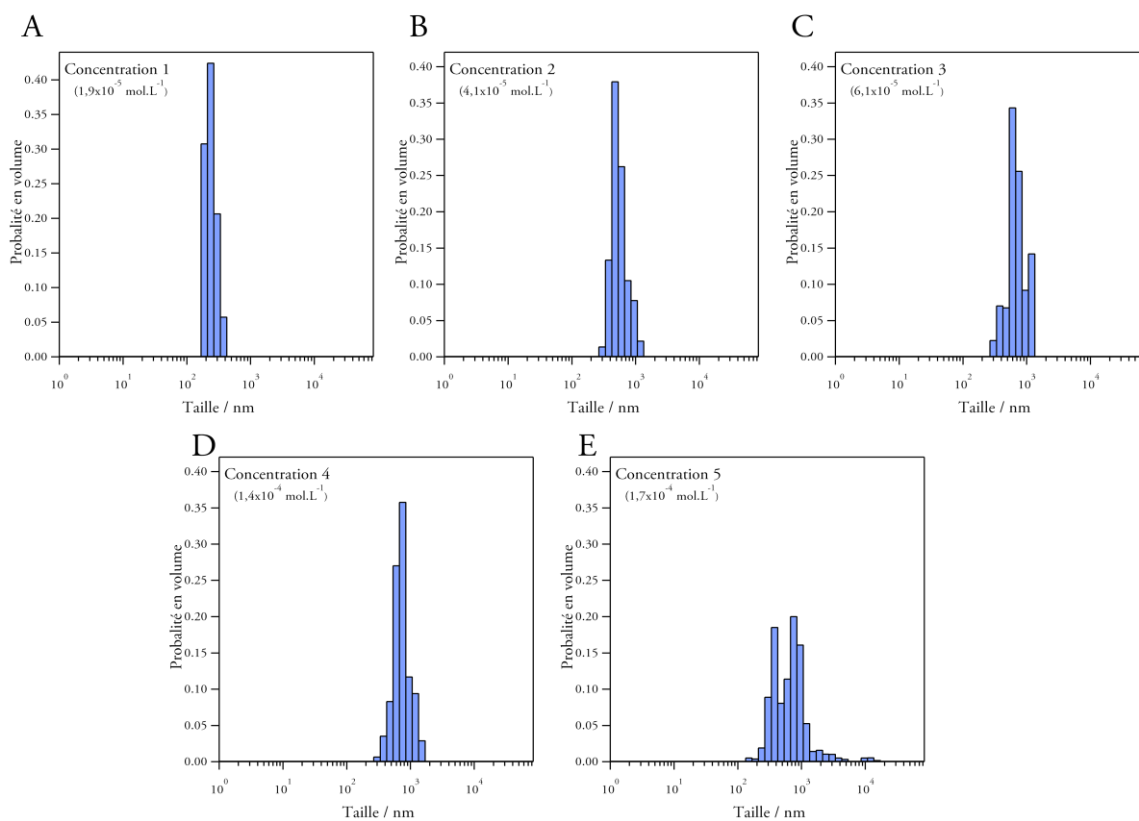 A
Concentration 1
(1,9x10⁻⁵ mol.L⁻¹)
Probalité en volume
0.40
0.35
0.30
0.25
0.20
0.15
0.10
0.05
0.00
10⁰ 10¹ 10² 10³ 10⁴
Taille / nm
B
Concentration 2
(4,1x10⁻⁵ mol.L⁻¹)
Probalité en volume
0.40
0.35
0.30
0.25
0.20
0.15
0.10
0.05
0.00
10⁰ 10¹ 10² 10³ 10⁴
Taille / nm
C
Concentration 3
(6,1x10⁻⁵ mol.L⁻¹)
Probalité en volume
0.40
0.35
0.30
0.25
0.20
0.15
0.10
0.05
0.00
10⁰ 10¹ 10² 10³ 10⁴
Taille / nm
D
Concentration 4
(1,4x10⁻⁴ mol.L⁻¹)
Probalité en volume
0.40
0.35
0.30
0.25
0.20
0.15
0.10
0.05
0.00
10⁰ 10¹ 10² 10³ 10⁴
Taille / nm
E
Concentration 5
(1,7x10⁻⁴ mol.L⁻¹)
Probalité en volume
0.40
0.35
0.30
0.25
0.20
0.15
0.10
0.05
0.00
10⁰ 10¹ 10² 10³ 10⁴
Taille / nm